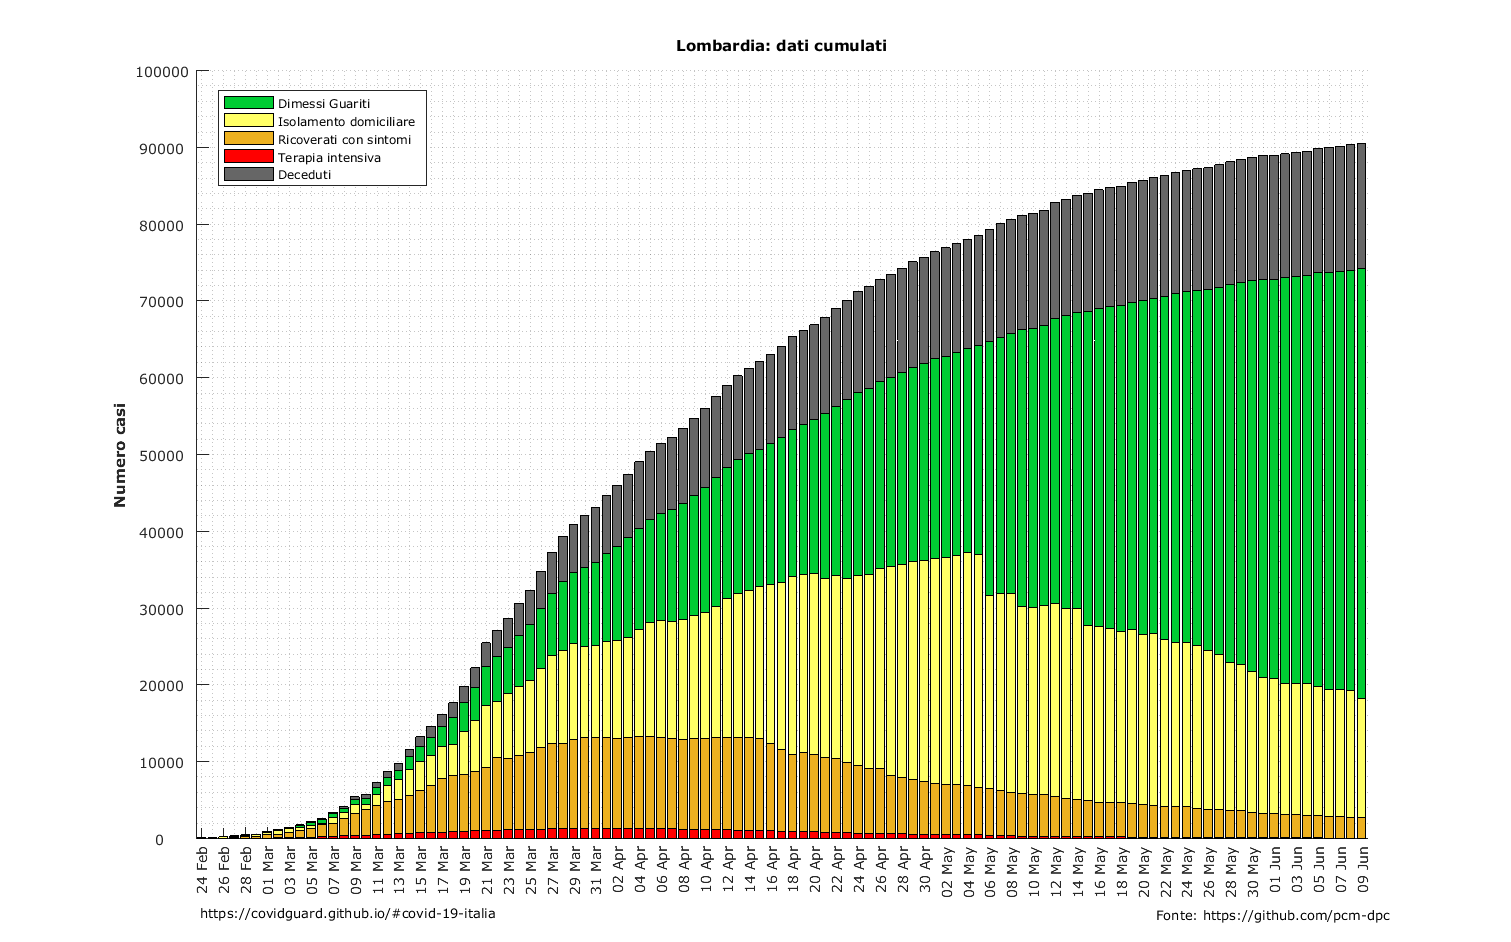 Lombardia: dati cumulati
100000
90000
80000
70000
60000
50000
40000
30000
20000
10000
0
Numero casi
Dimessi Guariti
Isolamento domiciliare
Ricoverati con sintomi
Terapia intensiva
Deceduti
24 Feb
26 Feb
28 Feb
01 Mar
03 Mar
05 Mar
07 Mar
09 Mar
11 Mar
13 Mar
15 Mar
17 Mar
19 Mar
21 Mar
23 Mar
25 Mar
27 Mar
29 Mar
31 Mar
02 Apr
04 Apr
06 Apr
08 Apr
10 Apr
12 Apr
14 Apr
16 Apr
18 Apr
20 Apr
22 Apr
24 Apr
26 Apr
28 Apr
30 Apr
02 May
04 May
06 May
08 May
10 May
12 May
14 May
16 May
18 May
20 May
22 May
24 May
26 May
28 May
30 May
01 Jun
03 Jun
05 Jun
07 Jun
09 Jun
https://covidguard.github.io/#covid-19-italia
Fonte: https://github.com/pcm-dpc